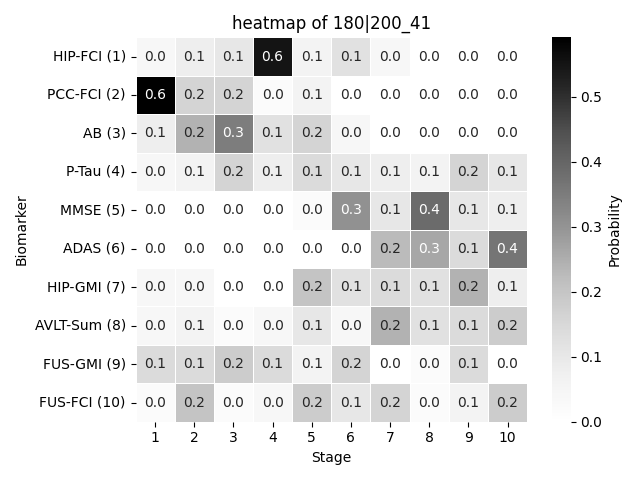 heatmap of 180|200_41
HIP-FCI (1) 0.0 0.1 0.1 0.6 0.1 0.1 0.0 0.0 0.0 0.0
PCC-FCI (2) 0.6 0.2 0.2 0.0 0.1 0.0 0.0 0.0 0.0 0.0
AB (3) 0.1 0.2 0.3 0.1 0.2 0.0 0.0 0.0 0.0 0.0
P-Tau (4) 0.0 0.1 0.2 0.1 0.1 0.1 0.1 0.1 0.2 0.1
MMSE (5) 0.0 0.0 0.0 0.0 0.0 0.3 0.1 0.4 0.1 0.1
ADAS (6) 0.0 0.0 0.0 0.0 0.0 0.0 0.2 0.3 0.1 0.4
HIP-GMI (7) 0.0 0.0 0.0 0.0 0.2 0.1 0.1 0.1 0.2 0.1
AVLT-Sum (8) 0.0 0.1 0.0 0.0 0.1 0.0 0.2 0.1 0.1 0.2
FUS-GMI (9) 0.1 0.1 0.2 0.1 0.1 0.2 0.0 0.0 0.1 0.0
FUS-FCI (10) 0.0 0.2 0.0 0.0 0.2 0.1 0.2 0.0 0.1 0.2
1 2 3 4 5 6 7 8 9 10
Stage
Biomarker
0.5
0.4
0.3
0.2
0.1
0.0
Probability